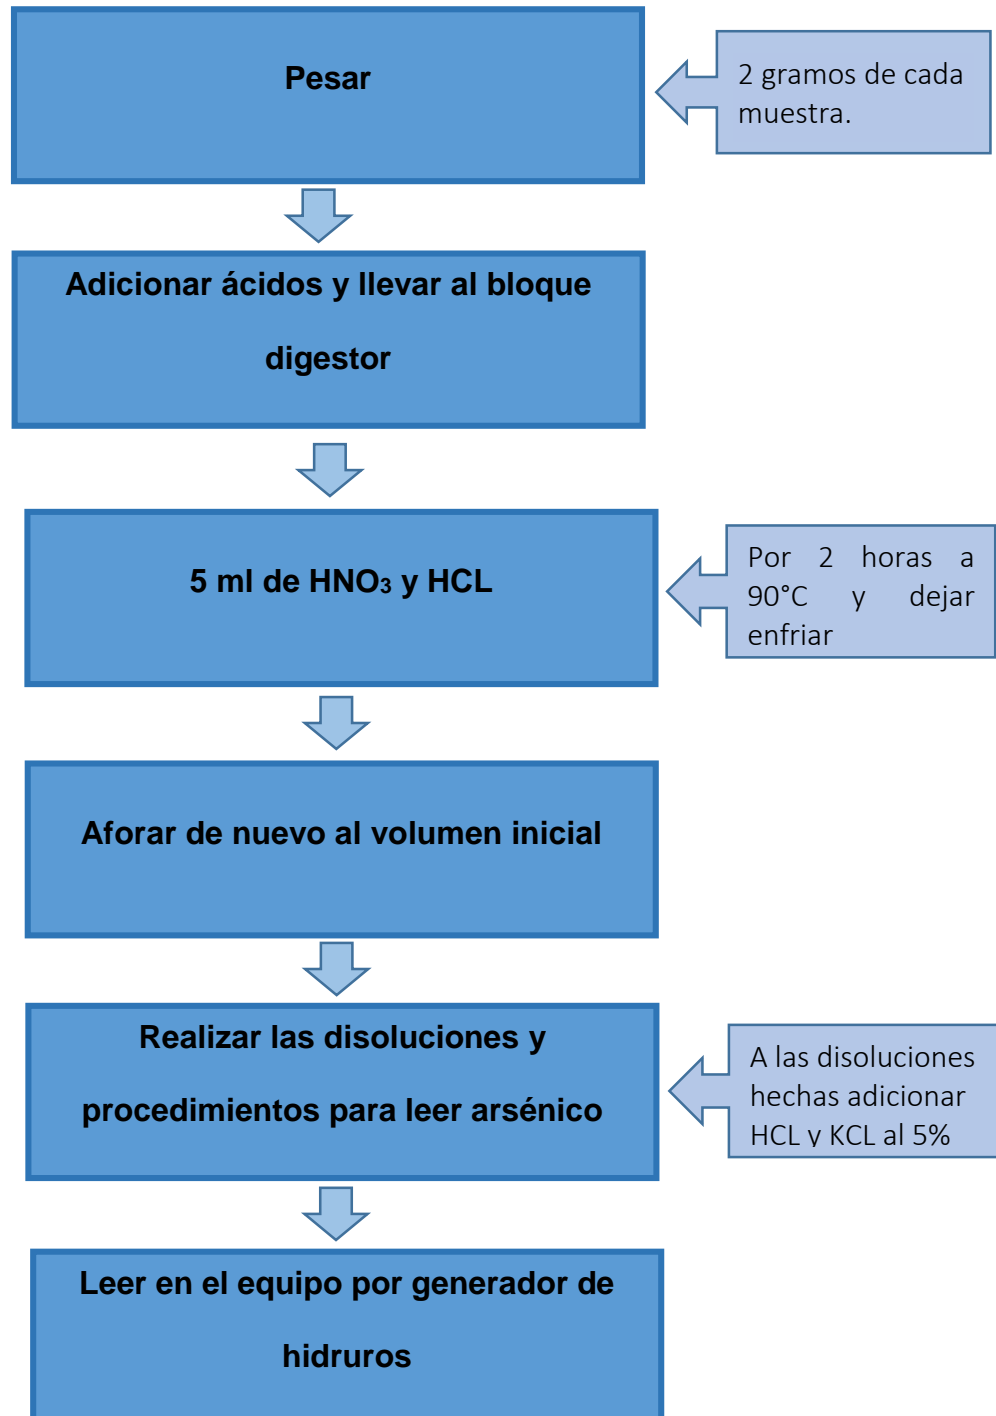 Pesar
2 gramos de cada
muestra.
Adicionar ácidos y llevar al bloque
digestor
5 ml de HNO₃ y HCL
Por 2 horas a
90°C y dejar
enfriar
Aforar de nuevo al volumen inicial
Realizar las disoluciones y
procedimientos para leer arsénico
A las disoluciones
hechas adicionar
HCL y KCL al 5%
Leer en el equipo por generador de
hidruros